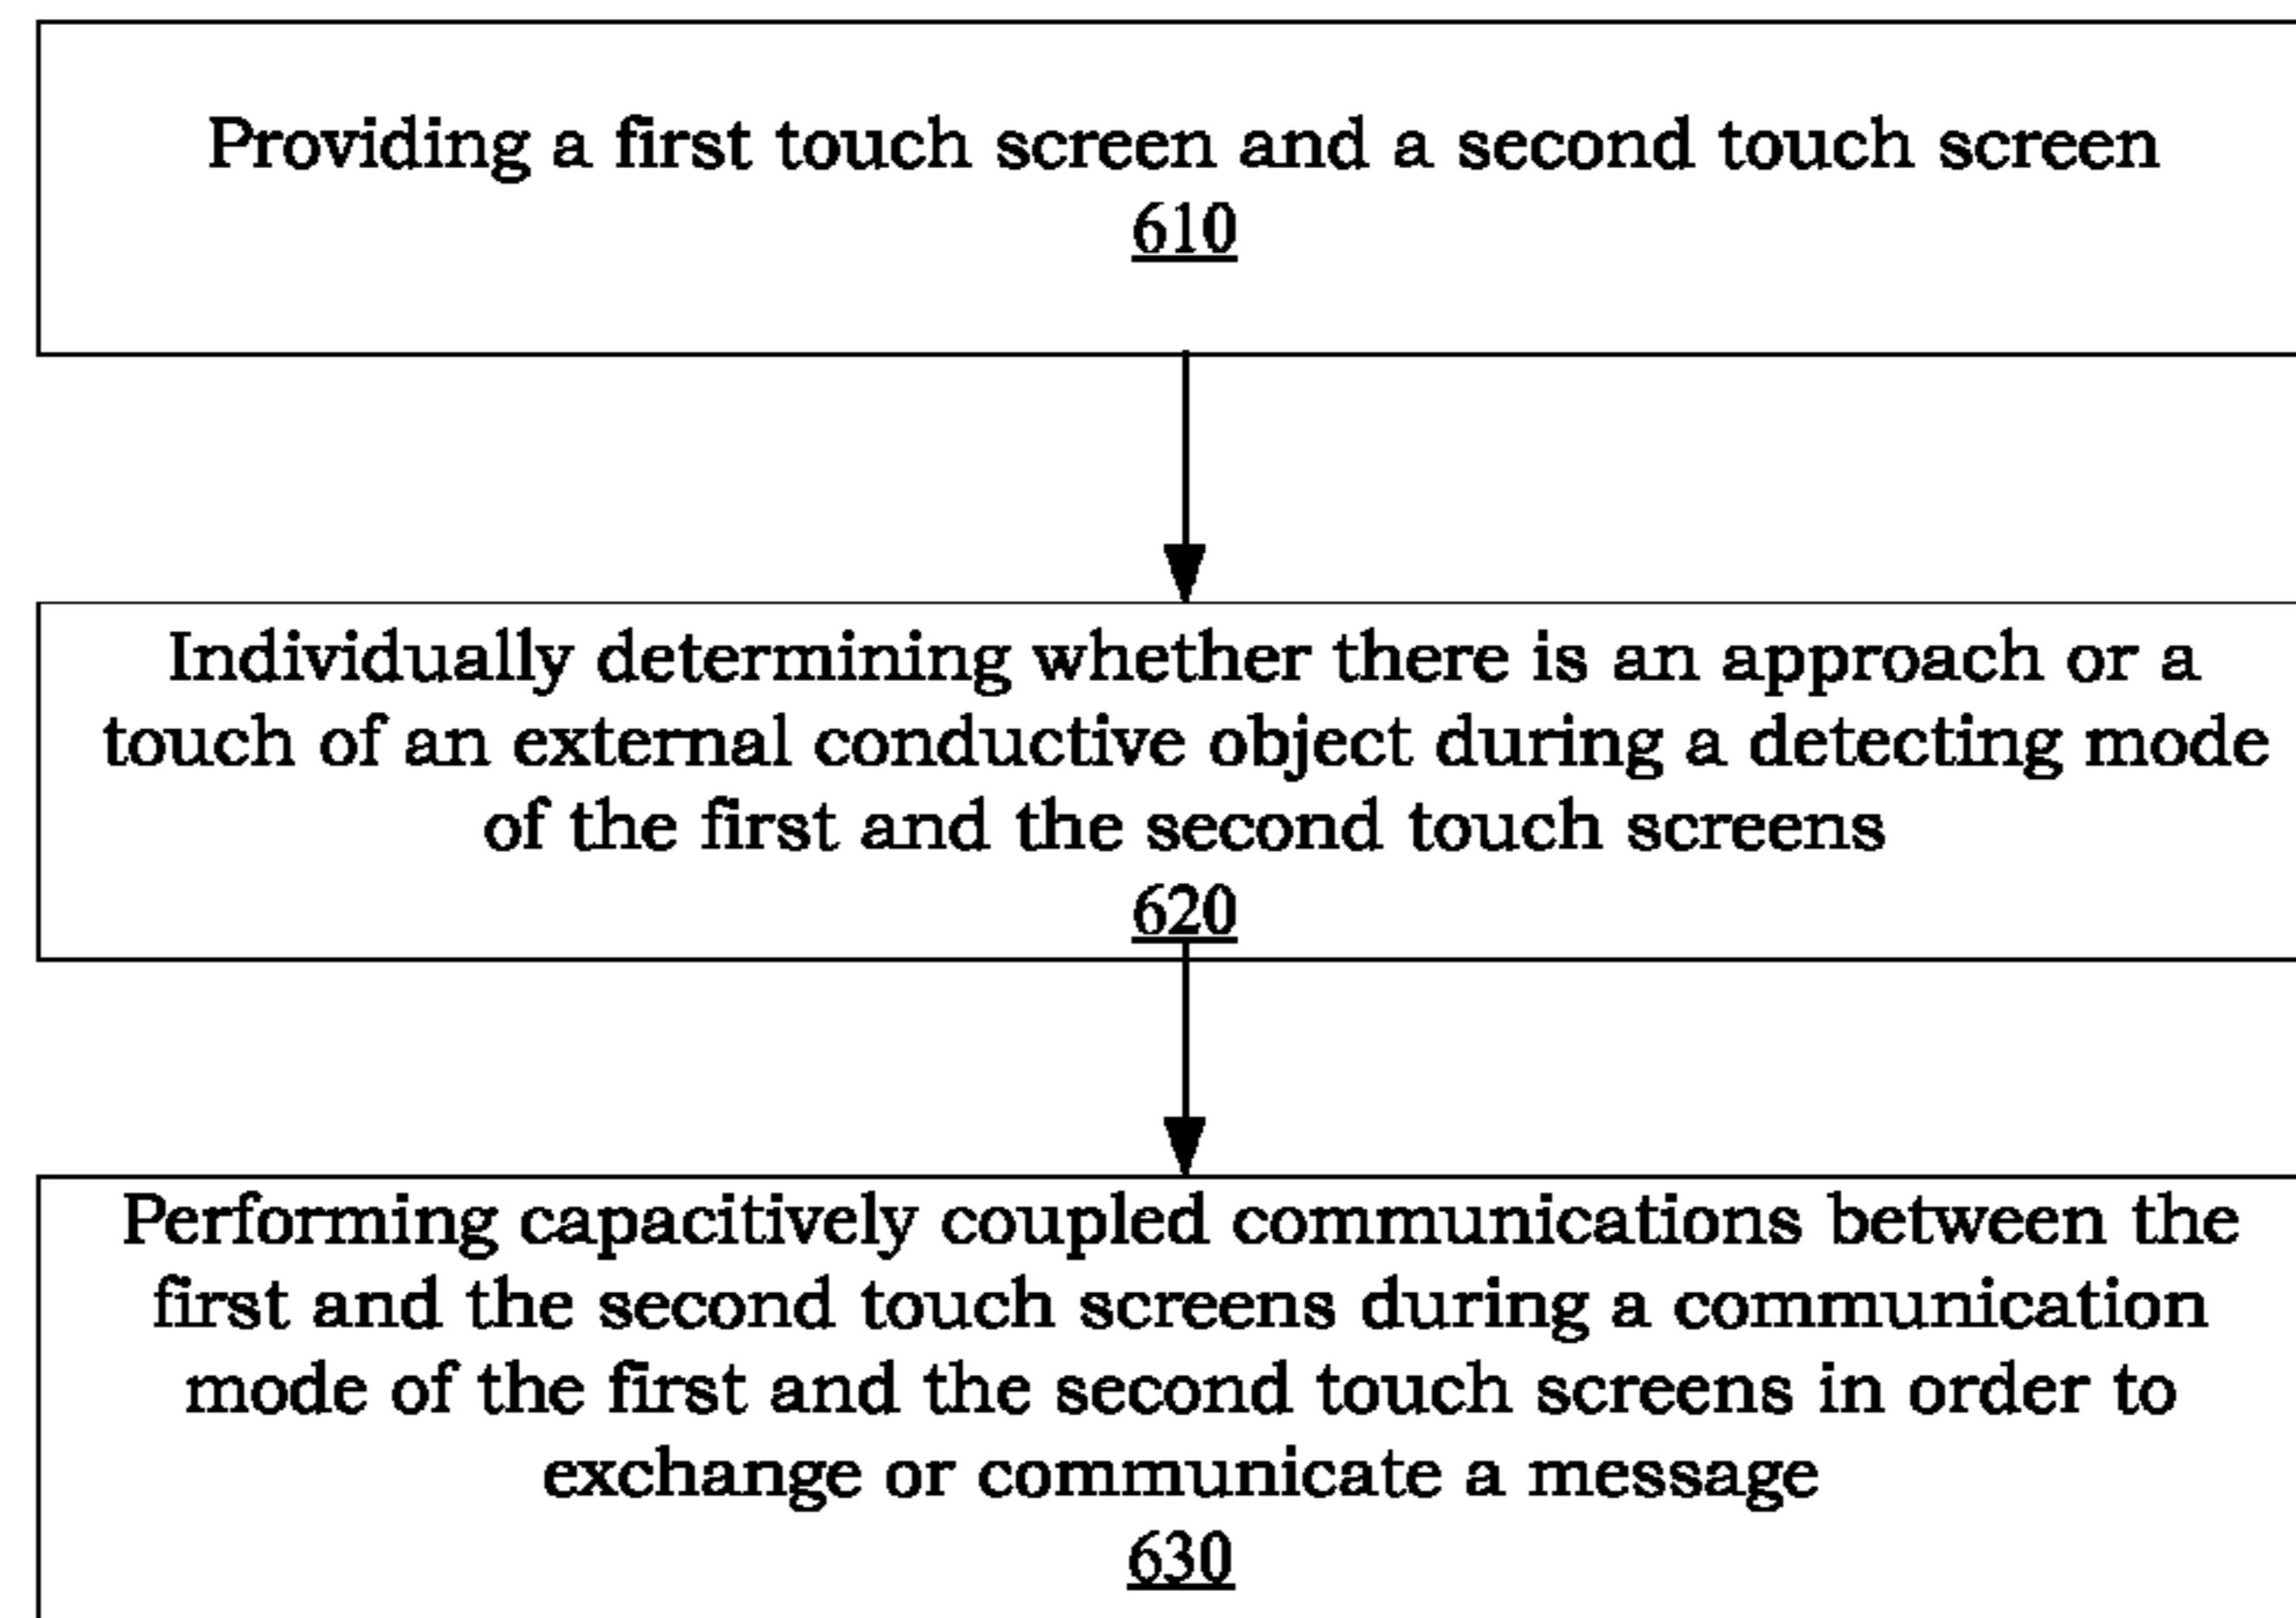 Providing a first touch screen and a second touch screen
610
Individually determining whether there is an approach or a
touch of an external conductive object during a detecting mode
of the first and the second touch screens
620
Performing capacitively coupled communications between the
first and the second touch screens during a communication
mode of the first and the second touch screens in order to
exchange or communicate a message
630